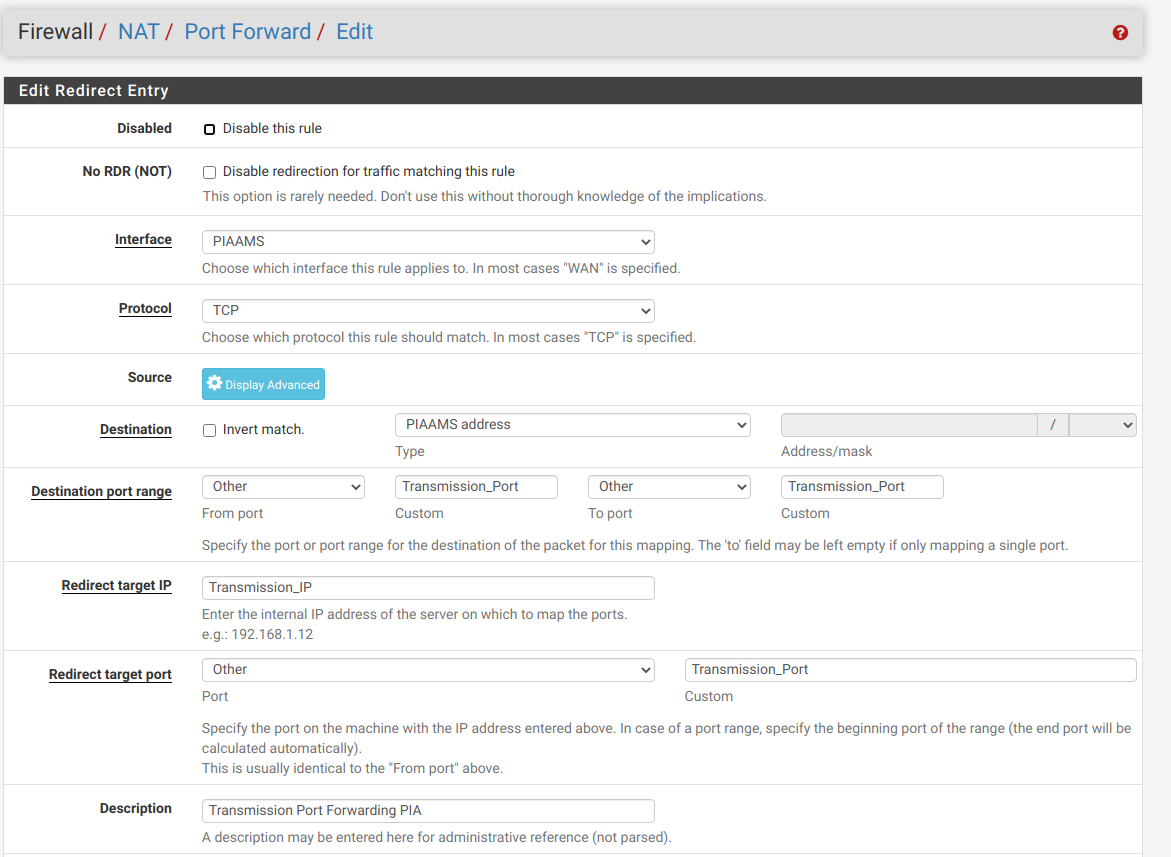 Firewall / NAT / Port Forward / Edit
?
Edit Redirect Entry
Disabled Disable this rule
No RDR (NOT) Disable redirection for traffic matching this rule
This option is rarely needed. Don't use this without thorough knowledge of the implications.
Interface PIAAMS
Choose which interface this rule applies to. In most cases "WAN" is specified.
Protocol TCP
Choose which protocol this rule should match. In most cases "TCP" is specified.
Source Display Advanced
Destination Invert match. PIAAMS address /
Type Address/mask
Destination port range Other Transmission_Port Other Transmission_Port
From port Custom To port Custom
Specify the port or port range for the destination of the packet for this mapping. The 'to' field may be left empty if only mapping a single port.
Redirect target IP Transmission_IP
Enter the internal IP address of the server on which to map the ports.
e.g.: 192.168.1.12
Redirect target port Other Transmission_Port
Port Custom
Specify the port on the machine with the IP address entered above. In case of a port range, specify the beginning port of the range (the end port will be
calculated automatically).
This is usually identical to the "From port" above.
Description Transmission Port Forwarding PIA
A description may be entered here for administrative reference (not parsed).